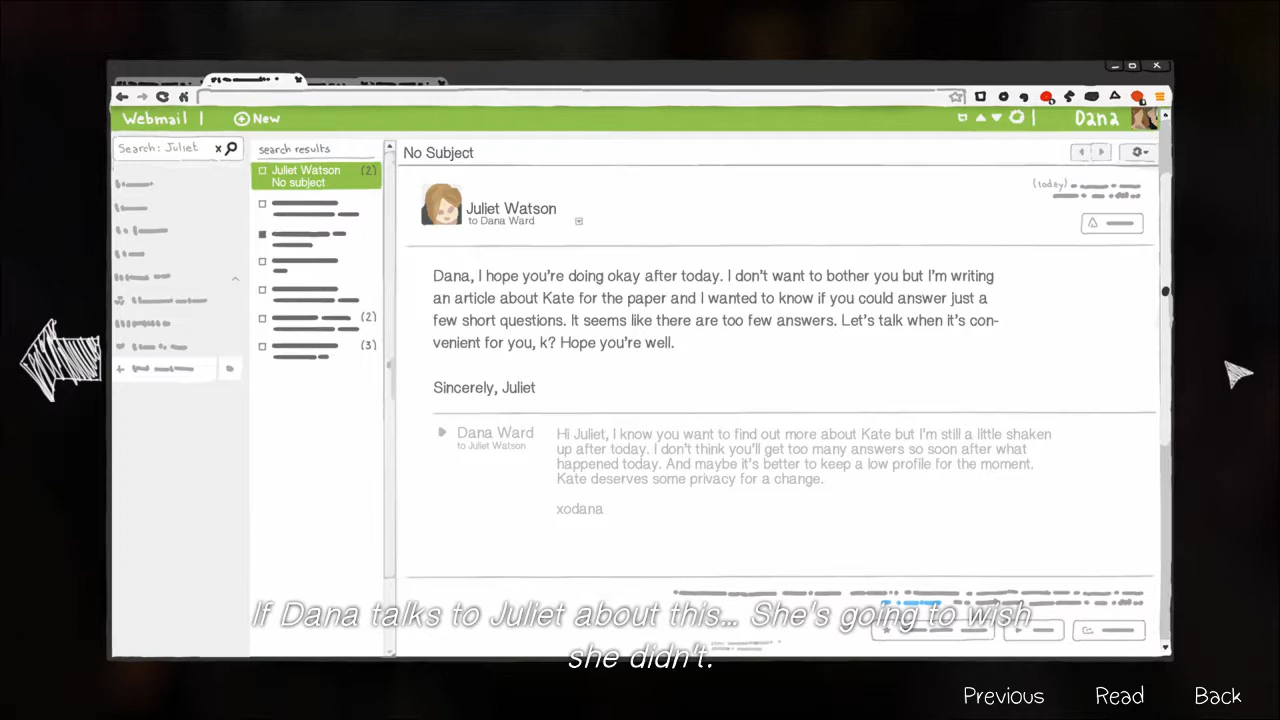 Webmail | New Dana
Search: Juliet x
search results
No Subject
Juliet Watson (2)
No subject
(today)
Juliet Watson
to Dana Ward
Dana, I hope you're doing okay after today. I don't want to bother you but I'm writing
an article about Kate for the paper and I wanted to know if you could answer just a
few short questions. It seems like there are too few answers. Let's talk when it's con-
venient for you, k? Hope you're well.
Sincerely, Juliet
(2)
(3)
Dana Ward
to Juliet Watson
Hi Juliet, I know you want to find out more about Kate but I'm still a little shaken
up after today. I don't think you'll get too many answers so soon after what
happened today. And maybe it's better to keep a low profile for the moment.
Kate deserves some privacy for a change.
xodana
If Dana talks to Juliet about this... She's going to wish
she didn't.
Previous Read Back